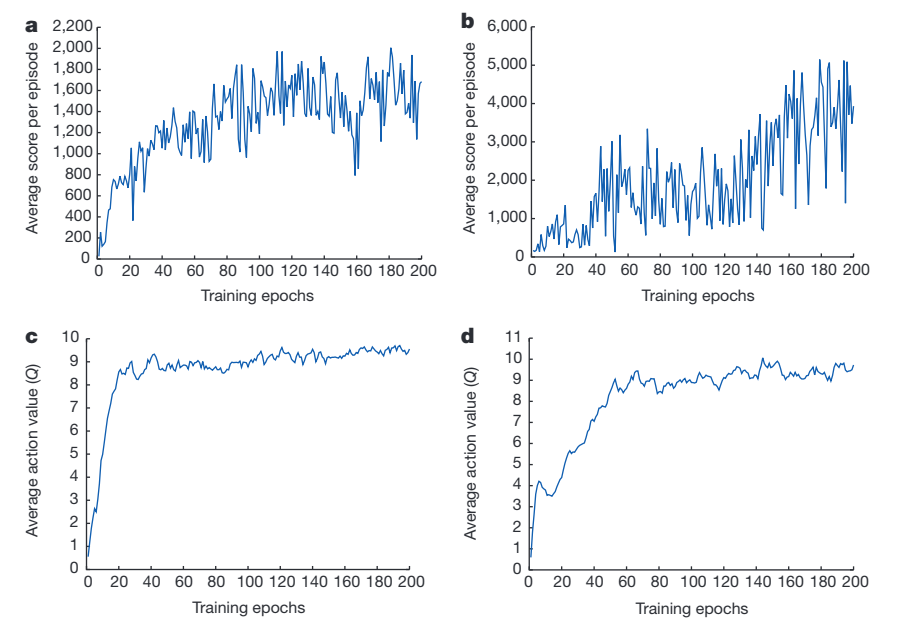 a
Average score per episode
2,200
2,000
1,800
1,600
1,400
1,200
1,000
800
600
400
200
0
0 20 40 60 80 100 120 140 160 180 200
Training epochs
b
Average score per episode
6,000
5,000
4,000
3,000
2,000
1,000
0
0 20 40 60 80 100 120 140 160 180 200
Training epochs
c
Average action value (Q)
10
9
8
7
6
5
4
3
2
1
0
0 20 40 60 80 100 120 140 160 180 200
Training epochs
d
Average action value (Q)
11
10
9
8
7
6
5
4
3
2
1
0
0 20 40 60 80 100 120 140 160 180 200
Training epochs